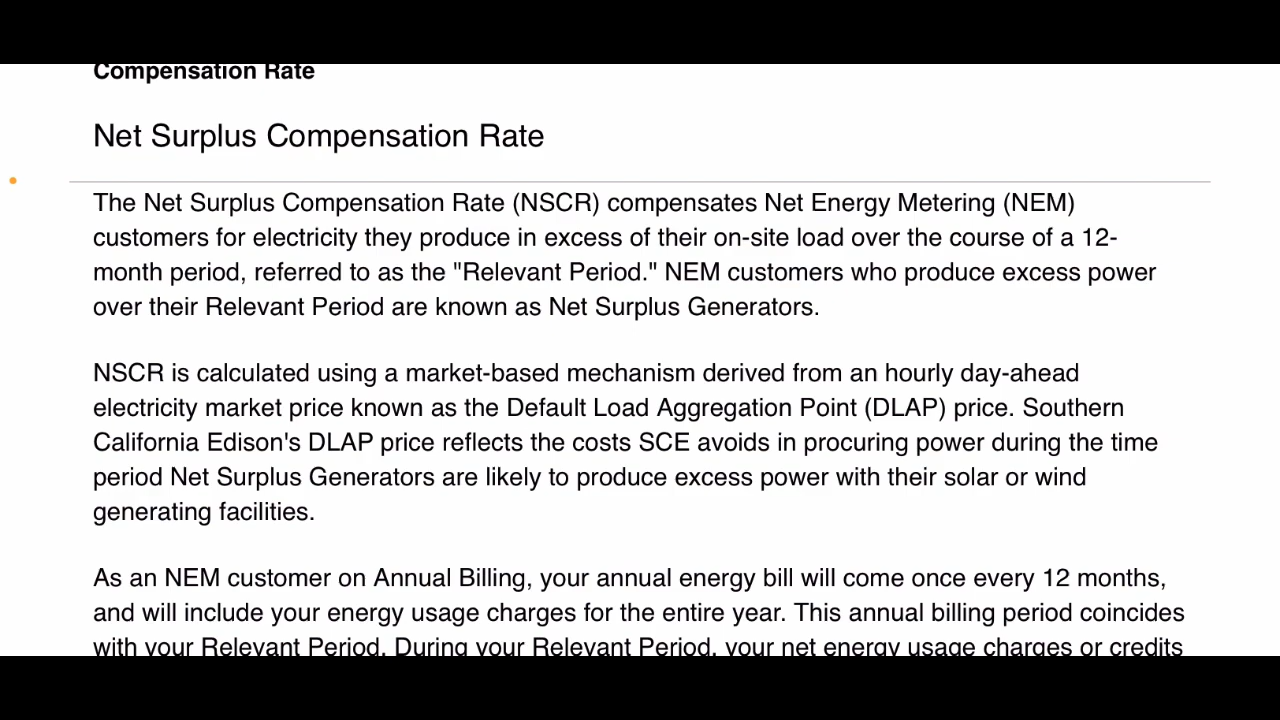 Compensation Rate
Net Surplus Compensation Rate
The Net Surplus Compensation Rate (NSCR) compensates Net Energy Metering (NEM)
customers for electricity they produce in excess of their on-site load over the course of a 12-
month period, referred to as the "Relevant Period." NEM customers who produce excess power
over their Relevant Period are known as Net Surplus Generators.
NSCR is calculated using a market-based mechanism derived from an hourly day-ahead
electricity market price known as the Default Load Aggregation Point (DLAP) price. Southern
California Edison's DLAP price reflects the costs SCE avoids in procuring power during the time
period Net Surplus Generators are likely to produce excess power with their solar or wind
generating facilities.
As an NEM customer on Annual Billing, your annual energy bill will come once every 12 months,
and will include your energy usage charges for the entire year. This annual billing period coincides
with your Relevant Period. During your Relevant Period, your net energy usage charges or credits